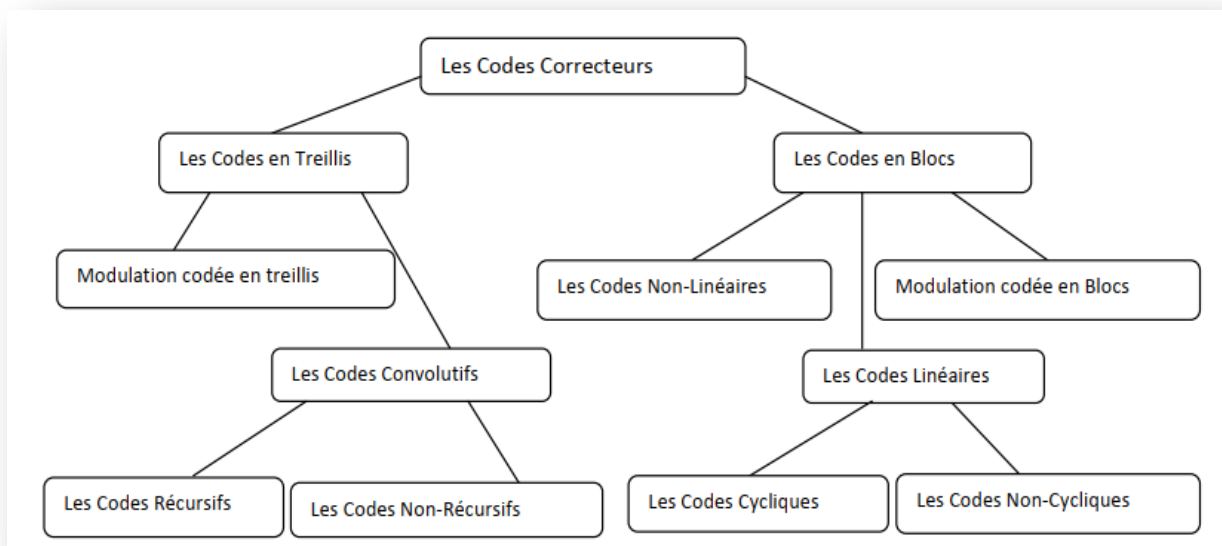 Les Codes Correcteurs
Les Codes en Treillis
Les Codes en Blocs
Modulation codée en treillis
Les Codes Non-Linéaires
Modulation codée en Blocs
Les Codes Convolutifs
Les Codes Linéaires
Les Codes Récursifs
Les Codes Non-Récursifs
Les Codes Cycliques
Les Codes Non-Cycliques